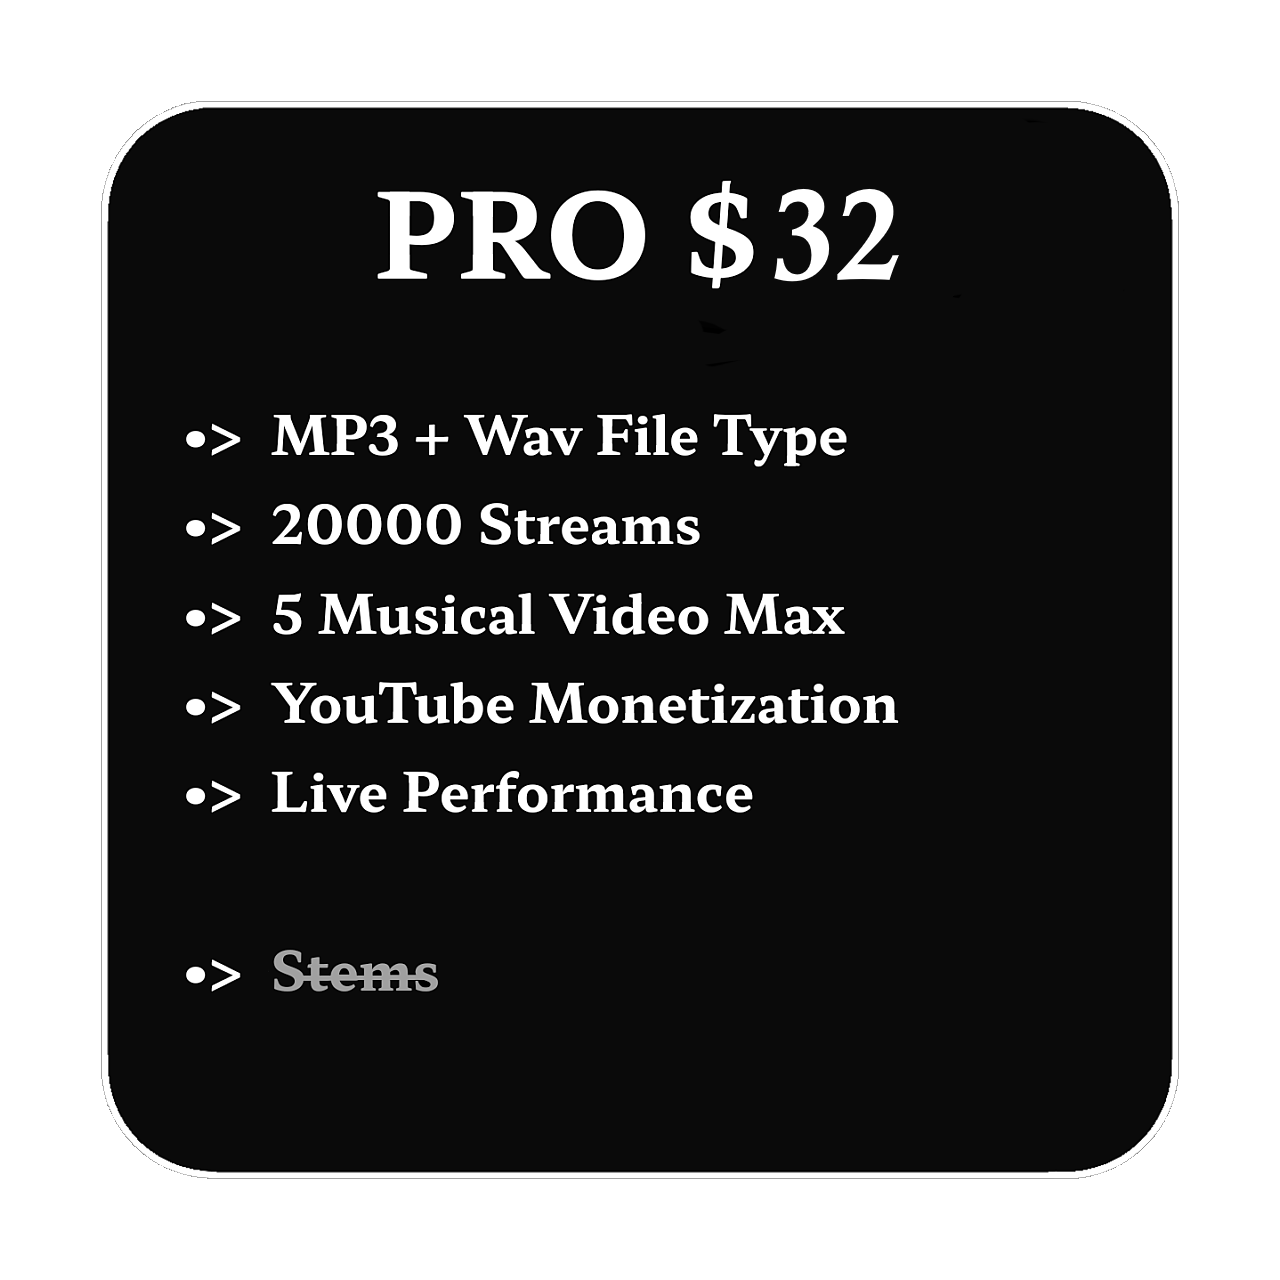 PRO $32
•> MP3 + Wav File Type
•> 20000 Streams
•> 5 Musical Video Max
•> YouTube Monetization
•> Live Performance
•> Stems